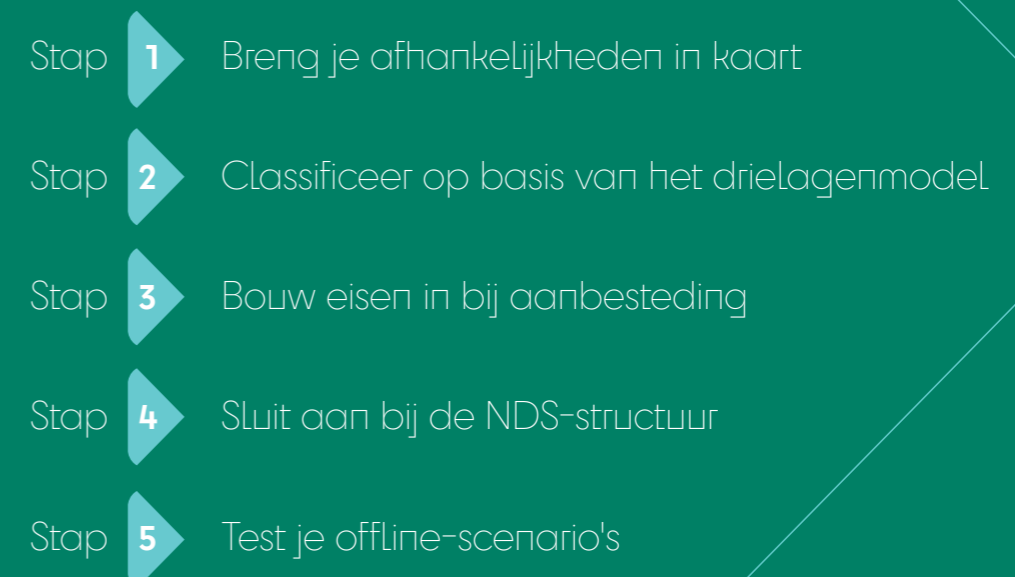 Stap 1 Breng je afhankelijkheden in kaart
Stap 2 Classificeer op basis van het drielagenmodel
Stap 3 Bouw eisen in bij aanbesteding
Stap 4 Sluit aan bij de NDS-structuur
Stap 5 Test je offline-scenario's